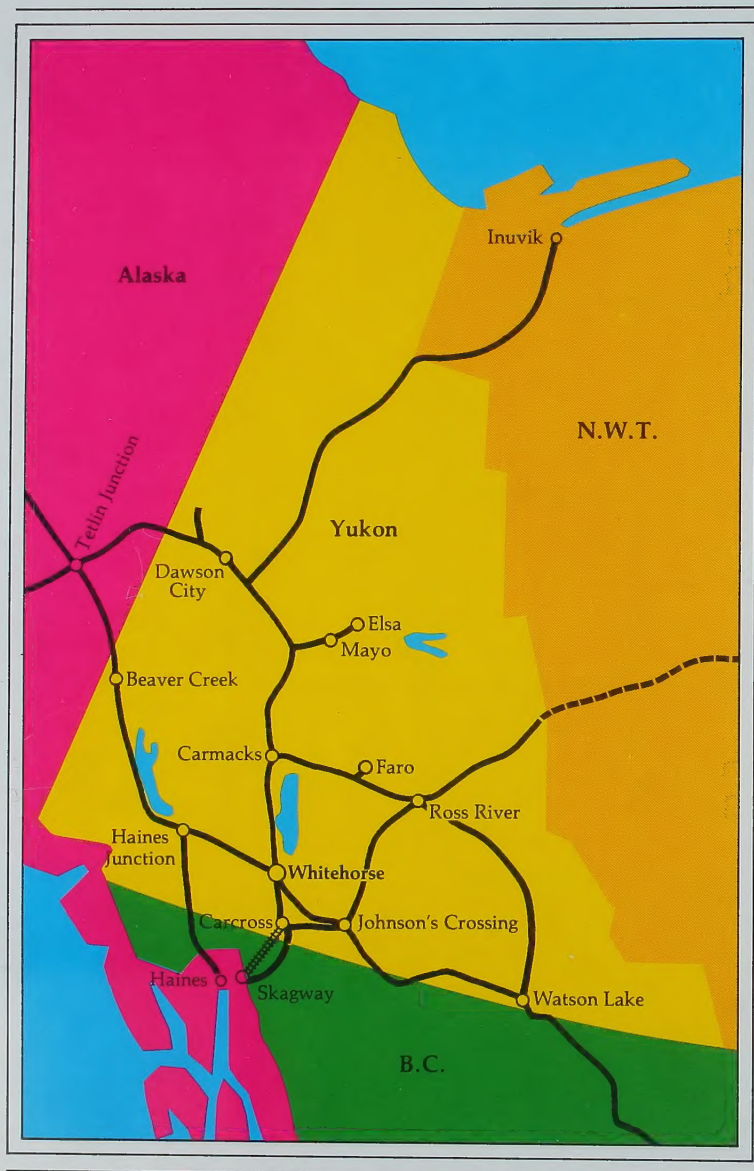 Inuvik
Alaska
N.W.T.
Tetlin Junction
Yukon
Dawson
City
Elsa
Mayo
Beaver Creek
Carmacks
Faro
Ross River
Haines
Junction
Whitehorse
Carcross
Johnson's Crossing
Haines
Skagway
Watson Lake
B.C.